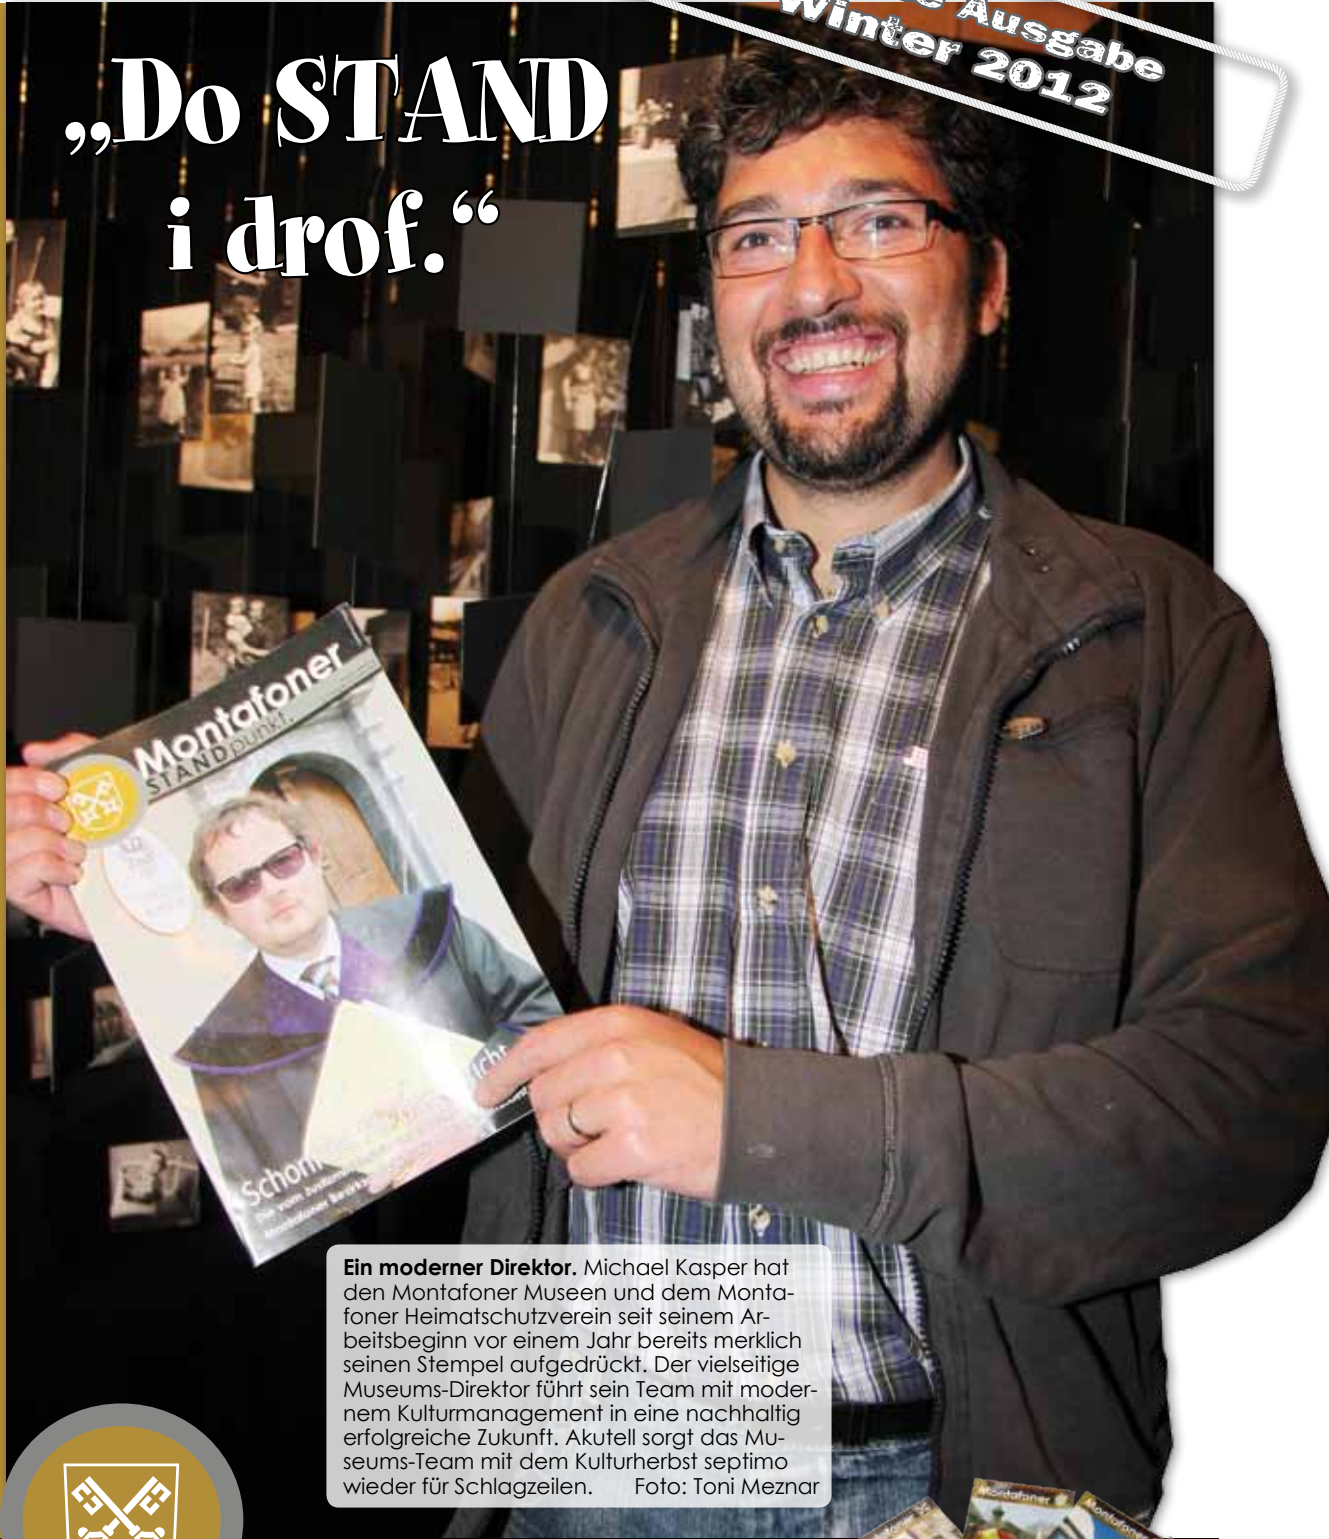 Ausgabe
Winter 2012
„Do STAND
i drof.“
Montafoner
STANDpunkt.
Ein moderner Direktor. Michael Kasper hat
den Montafoner Museen und dem Monta-
foner Heimatschutzverein seit seinem Ar-
beitsbeginn vor einem Jahr bereits merklich
seinen Stempel aufgedrückt. Der vielseitige
Museums-Direktor führt sein Team mit moder-
nem Kulturmanagement in eine nachhaltig
erfolgreiche Zukunft. Akutell sorgt das Mu-
seums-Team mit dem Kulturherbst septimo
wieder für Schlagzeilen. Foto: Toni Meznar
Montafoner